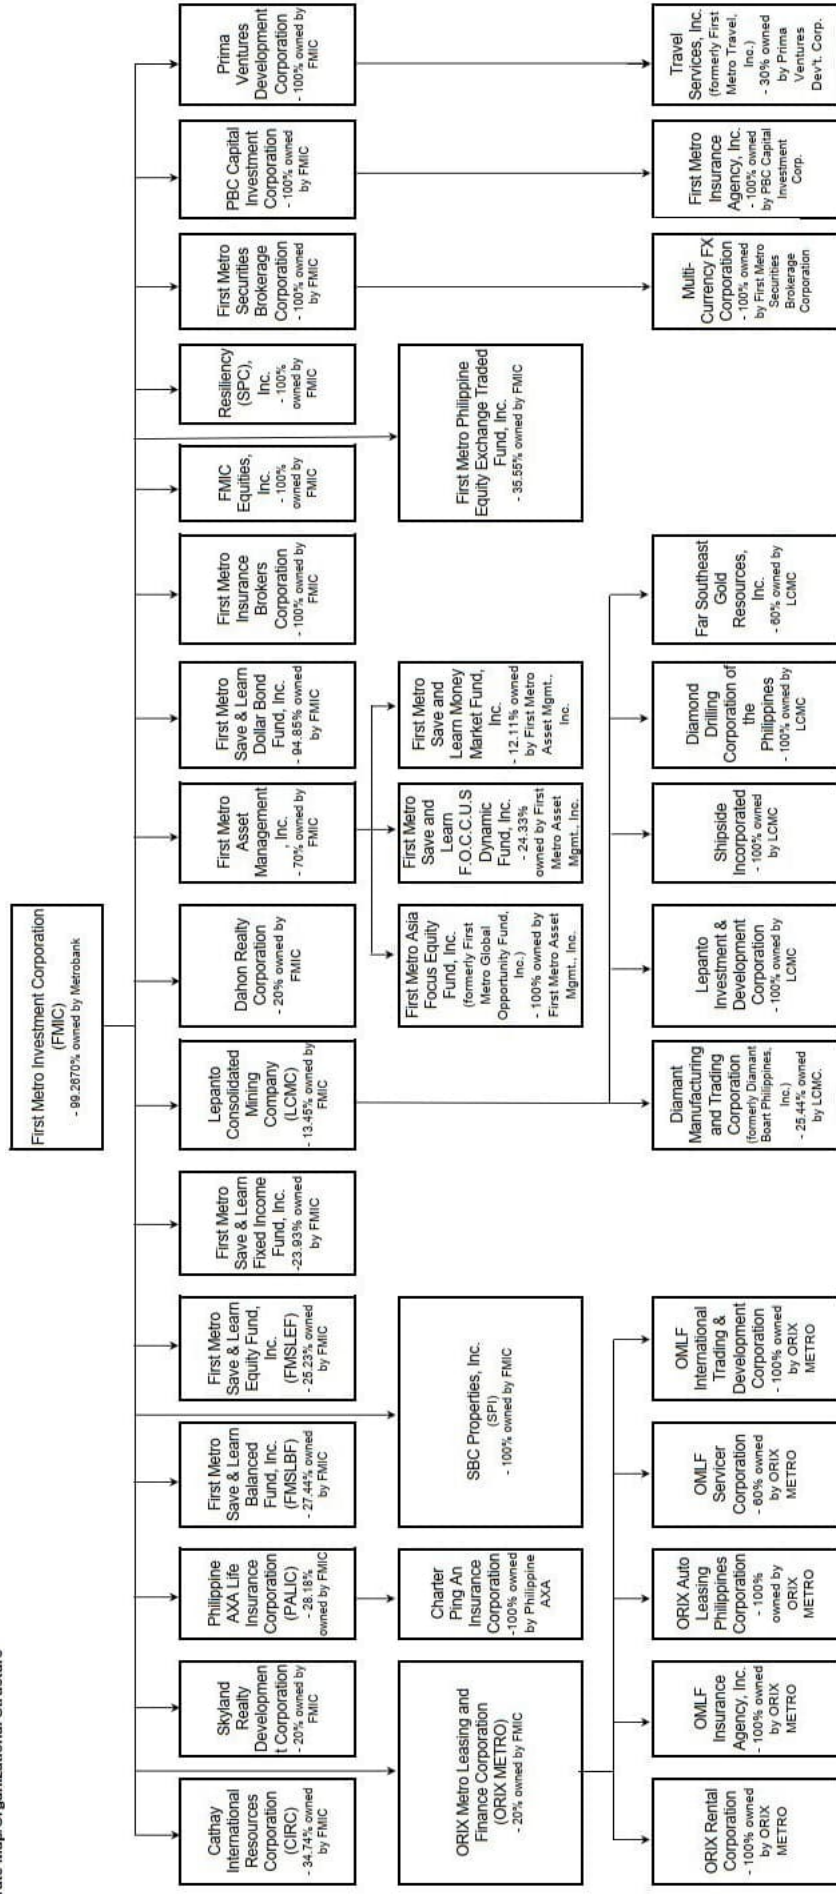 First Metro Investment Corporation
(FMIC)
- 99.2670% owned by Metrobank
Cathay
International
Resources
Corporation
(CIRC)
- 34.74% owned
by FMIC
Skyland
Realty
Developmen
t Corporation
- 20% owned by
FMIC
Philippine
AXA Life
Insurance
Corporation
(PALIC)
- 28.18%
owned by FMIC
First Metro
Save & Learn
Balanced
Fund, Inc.
(FMSLBF)
- 27.44% owned
by FMIC
First Metro
Save & Learn
Equity Fund,
Inc.
(FMSLEF)
- 25.23% owned
by FMIC
First Metro
Save & Learn
Fixed Income
Fund, Inc.
-23.93% owned
by FMIC
Lepanto
Consolidated
Mining
Company
(LCMC)
- 13.45% owned by
FMIC
Dahon Realty
Corporation
- 20% owned by
FMIC
First Metro
Asset
Management
, Inc.
- 70% owned by
FMIC
First Metro
Save & Learn
Dollar Bond
Fund, Inc.
- 94.85% owned
by FMIC
First Metro
Insurance
Brokers
Corporation
- 100% owned by
FMIC
FMIC
Equities,
Inc.
- 100%
owned by
FMIC
Resiliency
(SPC),
Inc.
- 100%
owned by
FMIC
First Metro
Securities
Brokerage
Corporation
- 100% owned
by FMIC
PBC Capital
Investment
Corporation
- 100% owned
by FMIC
Prima
Ventures
Development
Corporation
- 100% owned by
FMIC
ORIX Metro Leasing and
Finance Corporation
(ORIX METRO)
- 20% owned by FMIC
Charter
Ping An
Insurance
Corporation
-100% owned
by Philippine
AXA
SBC Properties, Inc.
(SPI)
- 100% owned by FMIC
First Metro Asia
Focus Equity
Fund, Inc.
(formerly First
Metro Global
Opportunity Fund,
Inc.)
- 100% owned by
First Metro Asset
Mgmt., Inc.
First Metro
Save and
Learn
F.O.C.C.U.S
Dynamic
Fund, Inc.
- 24.33%
owned by First
Metro Asset
Mgmt., Inc.
First Metro
Save and
Learn Money
Market Fund,
Inc.
- 12.11% owned
by First Metro
Asset Mgmt.,
Inc.
First Metro Philippine
Equity Exchange Traded
Fund, Inc.
- 35.55% owned by FMIC
ORIX Rental
Corporation
- 100% owned
by ORIX
METRO
OMLF
Insurance
Agency, Inc.
- 100% owned
by ORIX
METRO
ORIX Auto
Leasing
Philippines
Corporation
- 100%
owned by
ORIX
METRO
OMLF
Servicer
Corporation
- 60% owned
by ORIX
METRO
OMLF
International
Trading &
Development
Corporation
- 100% owned
by ORIX
METRO
Diamant
Manufacturing
and Trading
Corporation
(formerly Diamant
Boart Philippines,
Inc.)
- 25.44% owned
by LCMC.
Lepanto
Investment &
Development
Corporation
- 100% owned by
LCMC
Shipside
Incorporated
- 100% owned
by LCMC
Diamond
Drilling
Corporation of
the
Philippines
- 100% owned by
LCMC
Far Southeast
Gold
Resources,
Inc.
- 60% owned by
LCMC
Multi-
Currency FX
Corporation
- 100% owned
by First Metro
Securities
Brokerage
Corporation
First Metro
Insurance
Agency, Inc.
- 100% owned
by PBC Capital
Investment
Corp.
Travel
Services, Inc.
(formerly First
Metro Travel,
Inc.)
- 30% owned
by Prima
Ventures
Dev't. Corp.